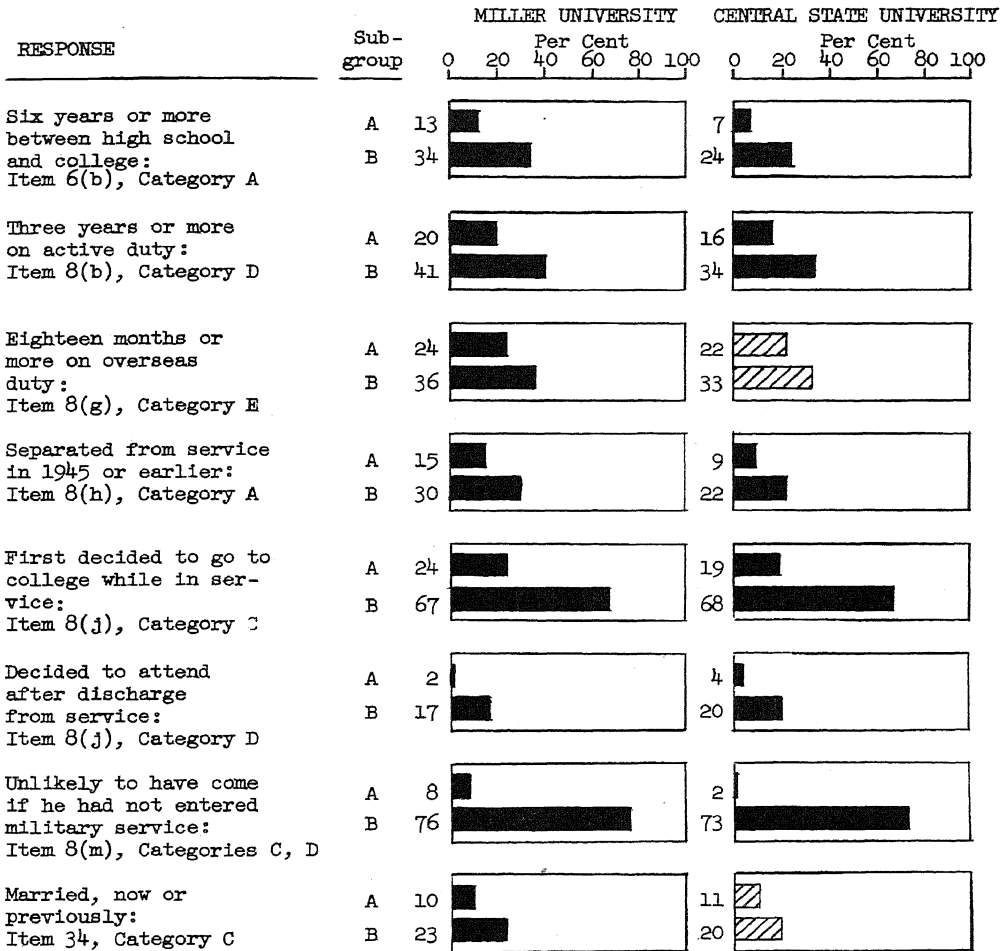 MILLER UNIVERSITY CENTRAL STATE UNIVERSITY
RESPONSE Sub- Per Cent Per Cent
group 0 20 40 60 80 100 0 20 40 60 80 100
Six years or more
between high school A 13 7
and college: B 34 24
Item 6(b), Category A
Three years or more
on active duty: A 20 16
Item 8(b), Category D B 41 34
Eighteen months or
more on overseas A 24 22
duty: B 36 33
Item 8(g), Category E
Separated from service
in 1945 or earlier: A 15 9
Item 8(h), Category A B 30 22
First decided to go to
college while in ser- A 24 19
vice: B 67 68
Item 8(j), Category C
Decided to attend
after discharge A 2 4
from service: B 17 20
Item 8(j), Category D
Unlikely to have come
if he had not entered A 8 2
military service: B 76 73
Item 8(m), Categories C, D
Married, now or
previously: A 10 11
Item 34, Category C B 23 20